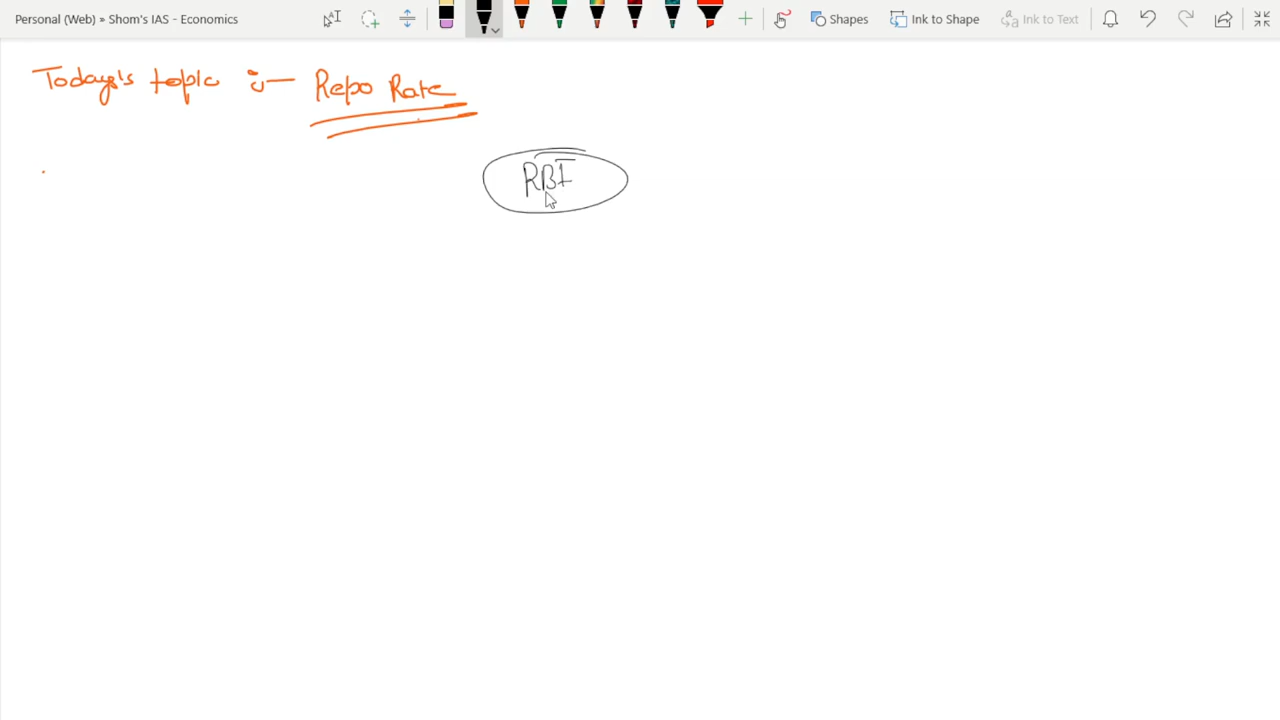 Personal (Web) » Shom's IAS - Economics
Shapes
Ink to Shape
Ink to Text
Today's topic :- Repo Rate
RBI